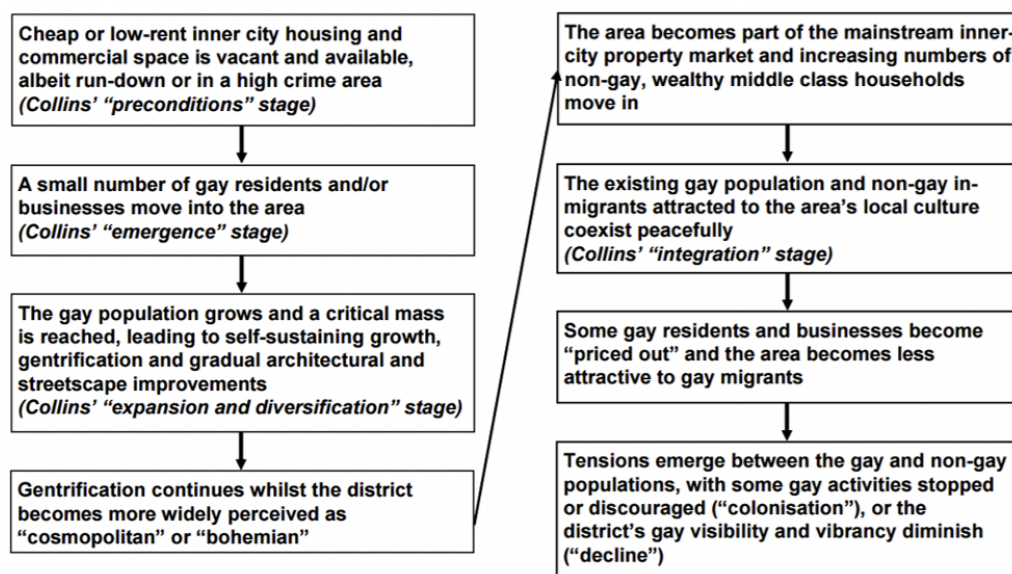 Cheap or low-rent inner city housing and
commercial space is vacant and available,
albeit run-down or in a high crime area
(Collins’ “preconditions” stage)
A small number of gay residents and/or
businesses move into the area
(Collins’ “emergence” stage)
The gay population grows and a critical mass
is reached, leading to self-sustaining growth,
gentrification and gradual architectural and
streetscape improvements
(Collins’ “expansion and diversification” stage)
Gentrification continues whilst the district
becomes more widely perceived as
“cosmopolitan” or “bohemian”
The area becomes part of the mainstream inner-
city property market and increasing numbers of
non-gay, wealthy middle class households
move in
The existing gay population and non-gay in-
migrants attracted to the area’s local culture
coexist peacefully
(Collins’ “integration” stage)
Some gay residents and businesses become
“priced out” and the area becomes less
attractive to gay migrants
Tensions emerge between the gay and non-gay
populations, with some gay activities stopped
or discouraged (“colonisation”), or the
district’s gay visibility and vibrancy diminish
(“decline”)